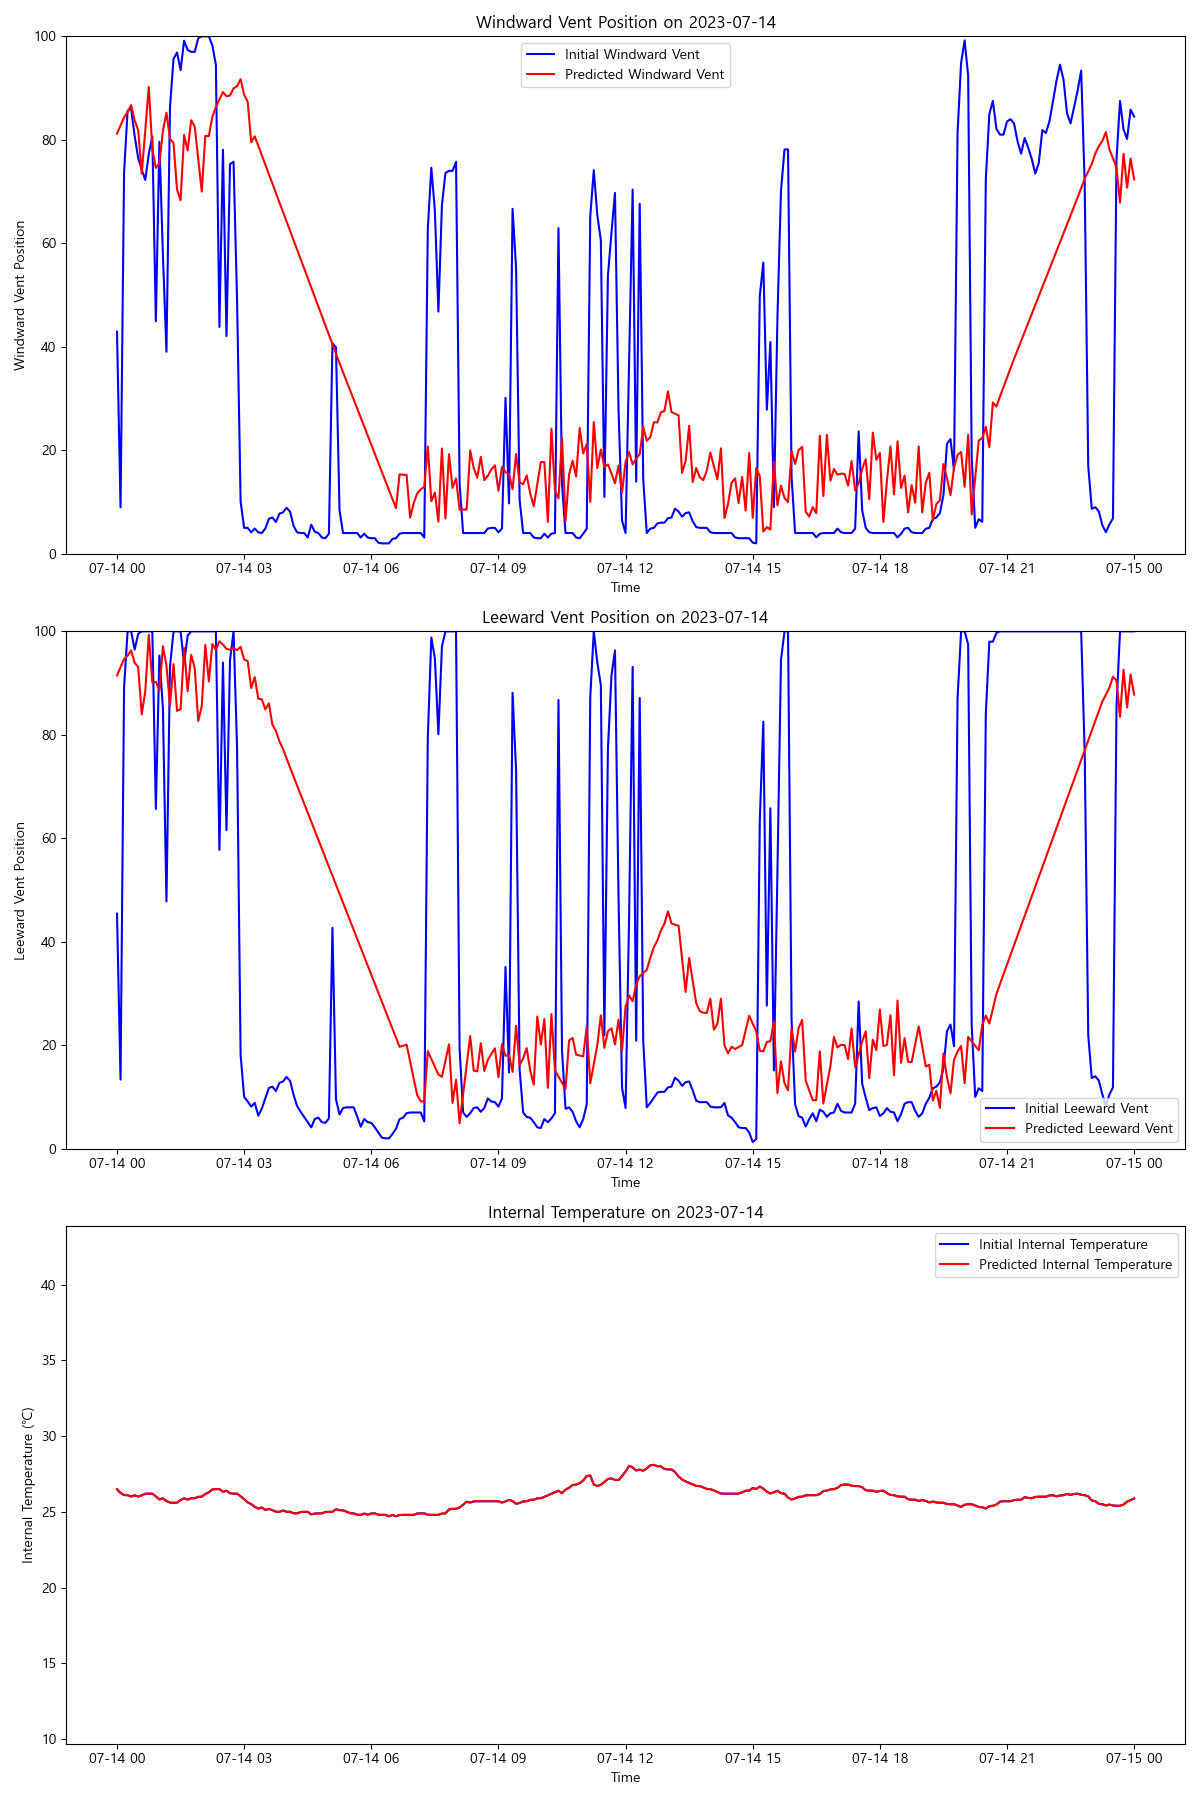 Windward Vent Position on 2023-07-14
Initial Windward Vent
Predicted Windward Vent
Windward Vent Position
100
80
60
40
20
0
07-14 00 07-14 03 07-14 06 07-14 09 07-14 12 07-14 15 07-14 18 07-14 21 07-15 00
Time
Leeward Vent Position on 2023-07-14
Leeward Vent Position
100
80
60
40
20
0
Initial Leeward Vent
Predicted Leeward Vent
07-14 00 07-14 03 07-14 06 07-14 09 07-14 12 07-14 15 07-14 18 07-14 21 07-15 00
Time
Internal Temperature on 2023-07-14
Initial Internal Temperature
Predicted Internal Temperature
Internal Temperature (℃)
40
35
30
25
20
15
10
07-14 00 07-14 03 07-14 06 07-14 09 07-14 12 07-14 15 07-14 18 07-14 21 07-15 00
Time